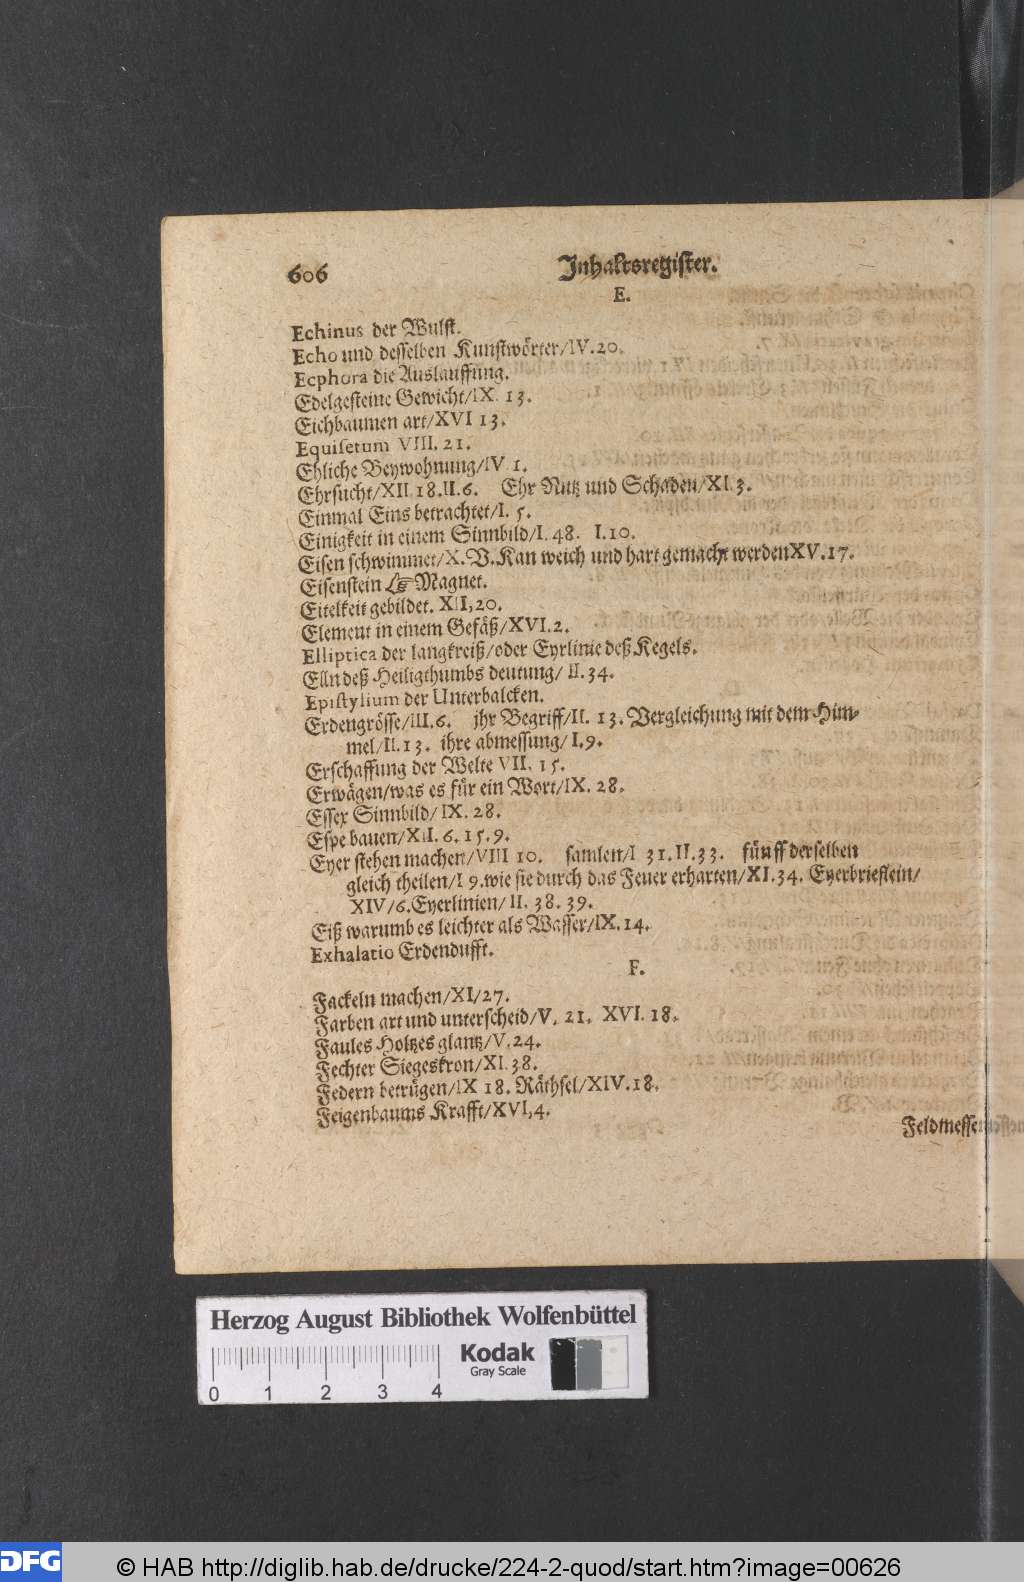 606
Inhaltsregister.
E.
Echinus der Wulst.
Echo und desselben Kunstwörter/IV.20.
Ecphora die Auslauffung.
Edelgesteine Gewicht/IX. 13.
Eichbaumen art/XVI 13.
Equisetum VIII. 21.
Ehliche Beywohnung/IV. 1.
Ehrsucht/XII. 18.II.6. Ehr Nutz und Schaden/XI. 3.
Einmal Eins betrachtet/I. 5.
Einigkeit in einem Sinnbild/I. 48. I.10.
Eisen schwimmet/X.V.Kan weich und hart gemacht werden XV.17.
Eisenstein ☞ Magnet.
Eitelkeit gebildet. XII,20.
Element in einem Gefäß/XVI.2.
Elliptica der langkreiß/oder Eyrlinie deß Kegels.
Elln deß Heiligthumbs deutung/ II.34.
Epistylium der Unterbalcken.
Erdengrösse/III.6. jhr Begriff/II. 13. Vergleichung mit dem Him-
mel/II.13. ihre abmessung/ I.9.
Erschaffung der Welte VII. 15.
Erwägen/was es für ein Wort/IX. 28.
Essex Sinnbild/ IX. 28.
Espe bauen/XII. 6. 15. 9.
Eyer stehen machen/VIII 10. samlen/I 31. II. 33. fünff derselben
gleich theilen/I 9.wie sie durch das Feuer erharten/XI.34. Eyerbrieflein/
XIV/6.Eyerlinien/ II. 38. 39.
Eiß warumb es leichter als Wasser/IX. 14.
Exhalatio Erdendufft.
F.
Fackeln machen/XI/27.
Farben art und unterscheid/V. 21. XVI. 18.
Faules Holtzes glantz/V.24.
Fechter Siegeskron/XI.38.
Federn betrügen/IX 18. Räthsel/XIV.18.
Feigenbaums Krafft/XVI,4.
Feldmessen
Herzog August Bibliothek Wolfenbüttel
Kodak
Gray Scale
0 1 2 3 4
DFG
© HAB http://diglib.hab.de/drucke/224-2-quod/start.htm?image=00626